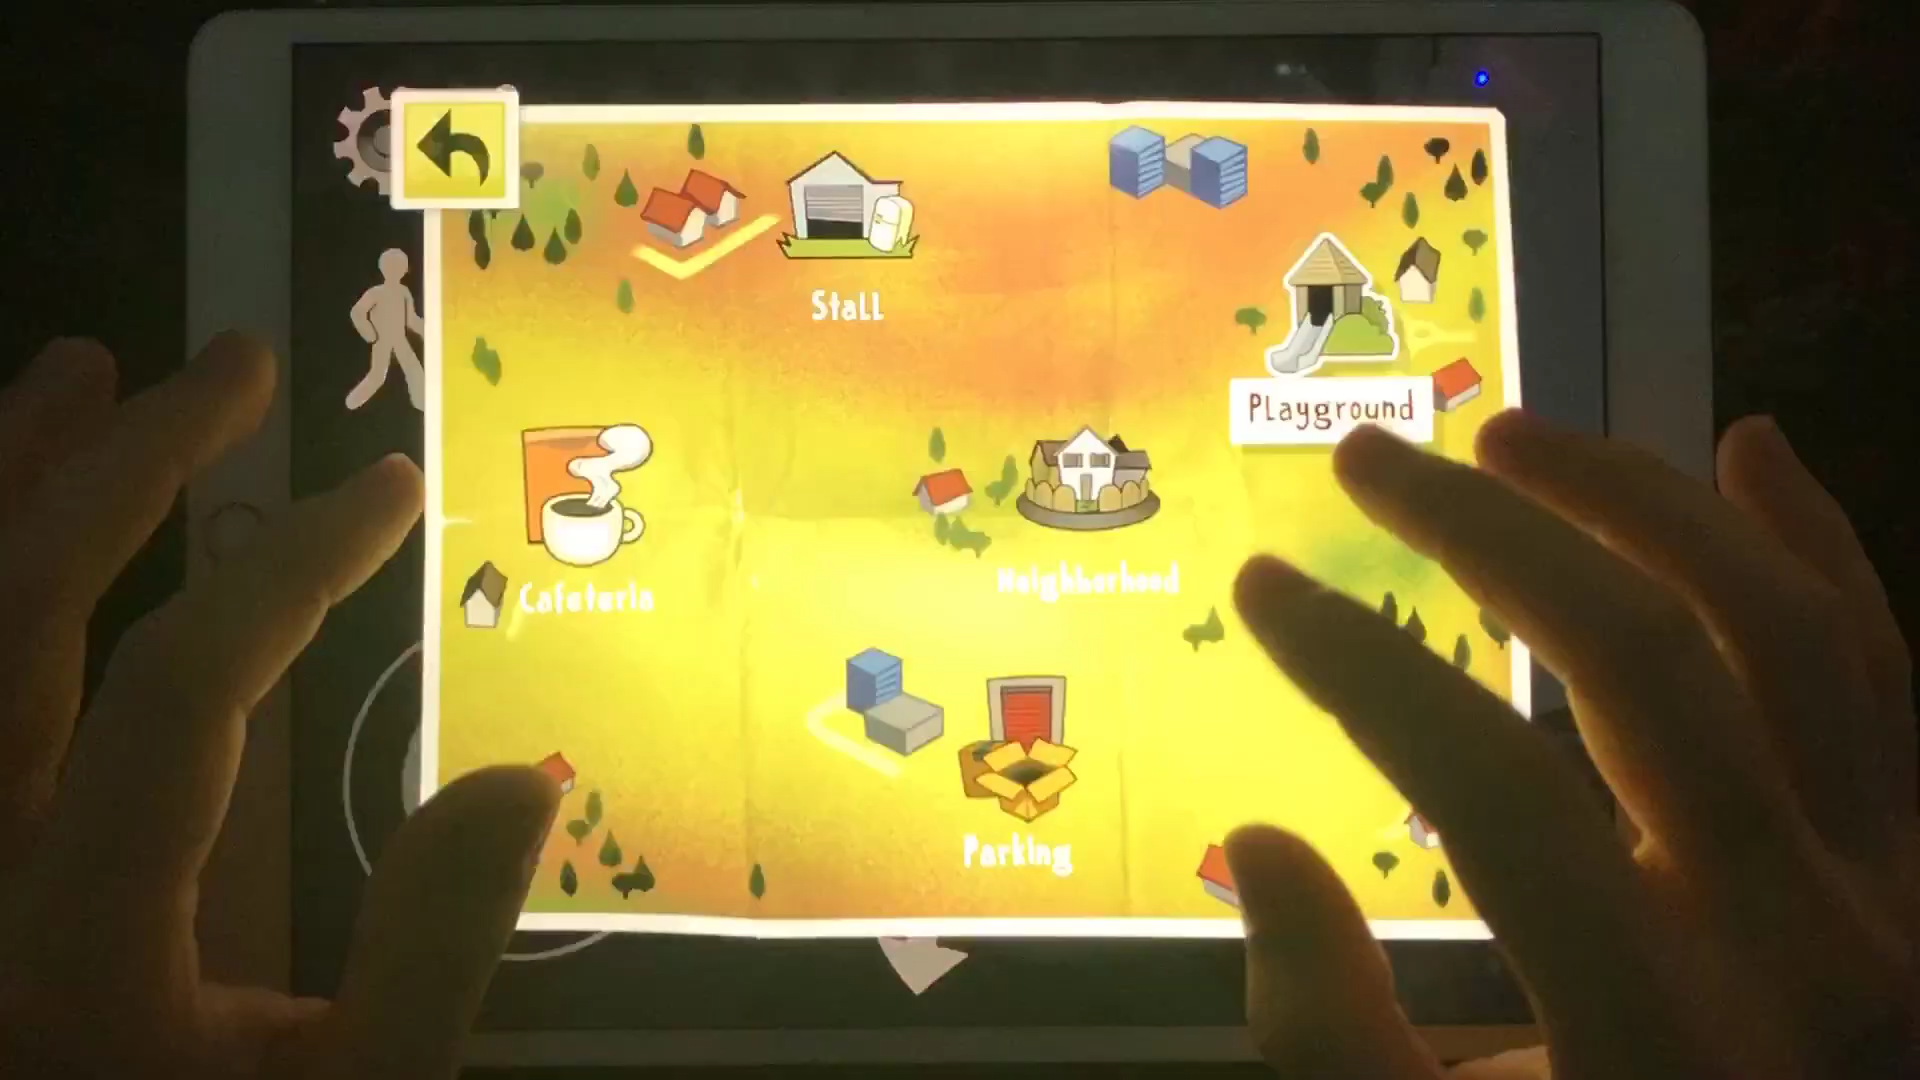 Stall
Playground
Cafeteria
Neighborhood
Parking